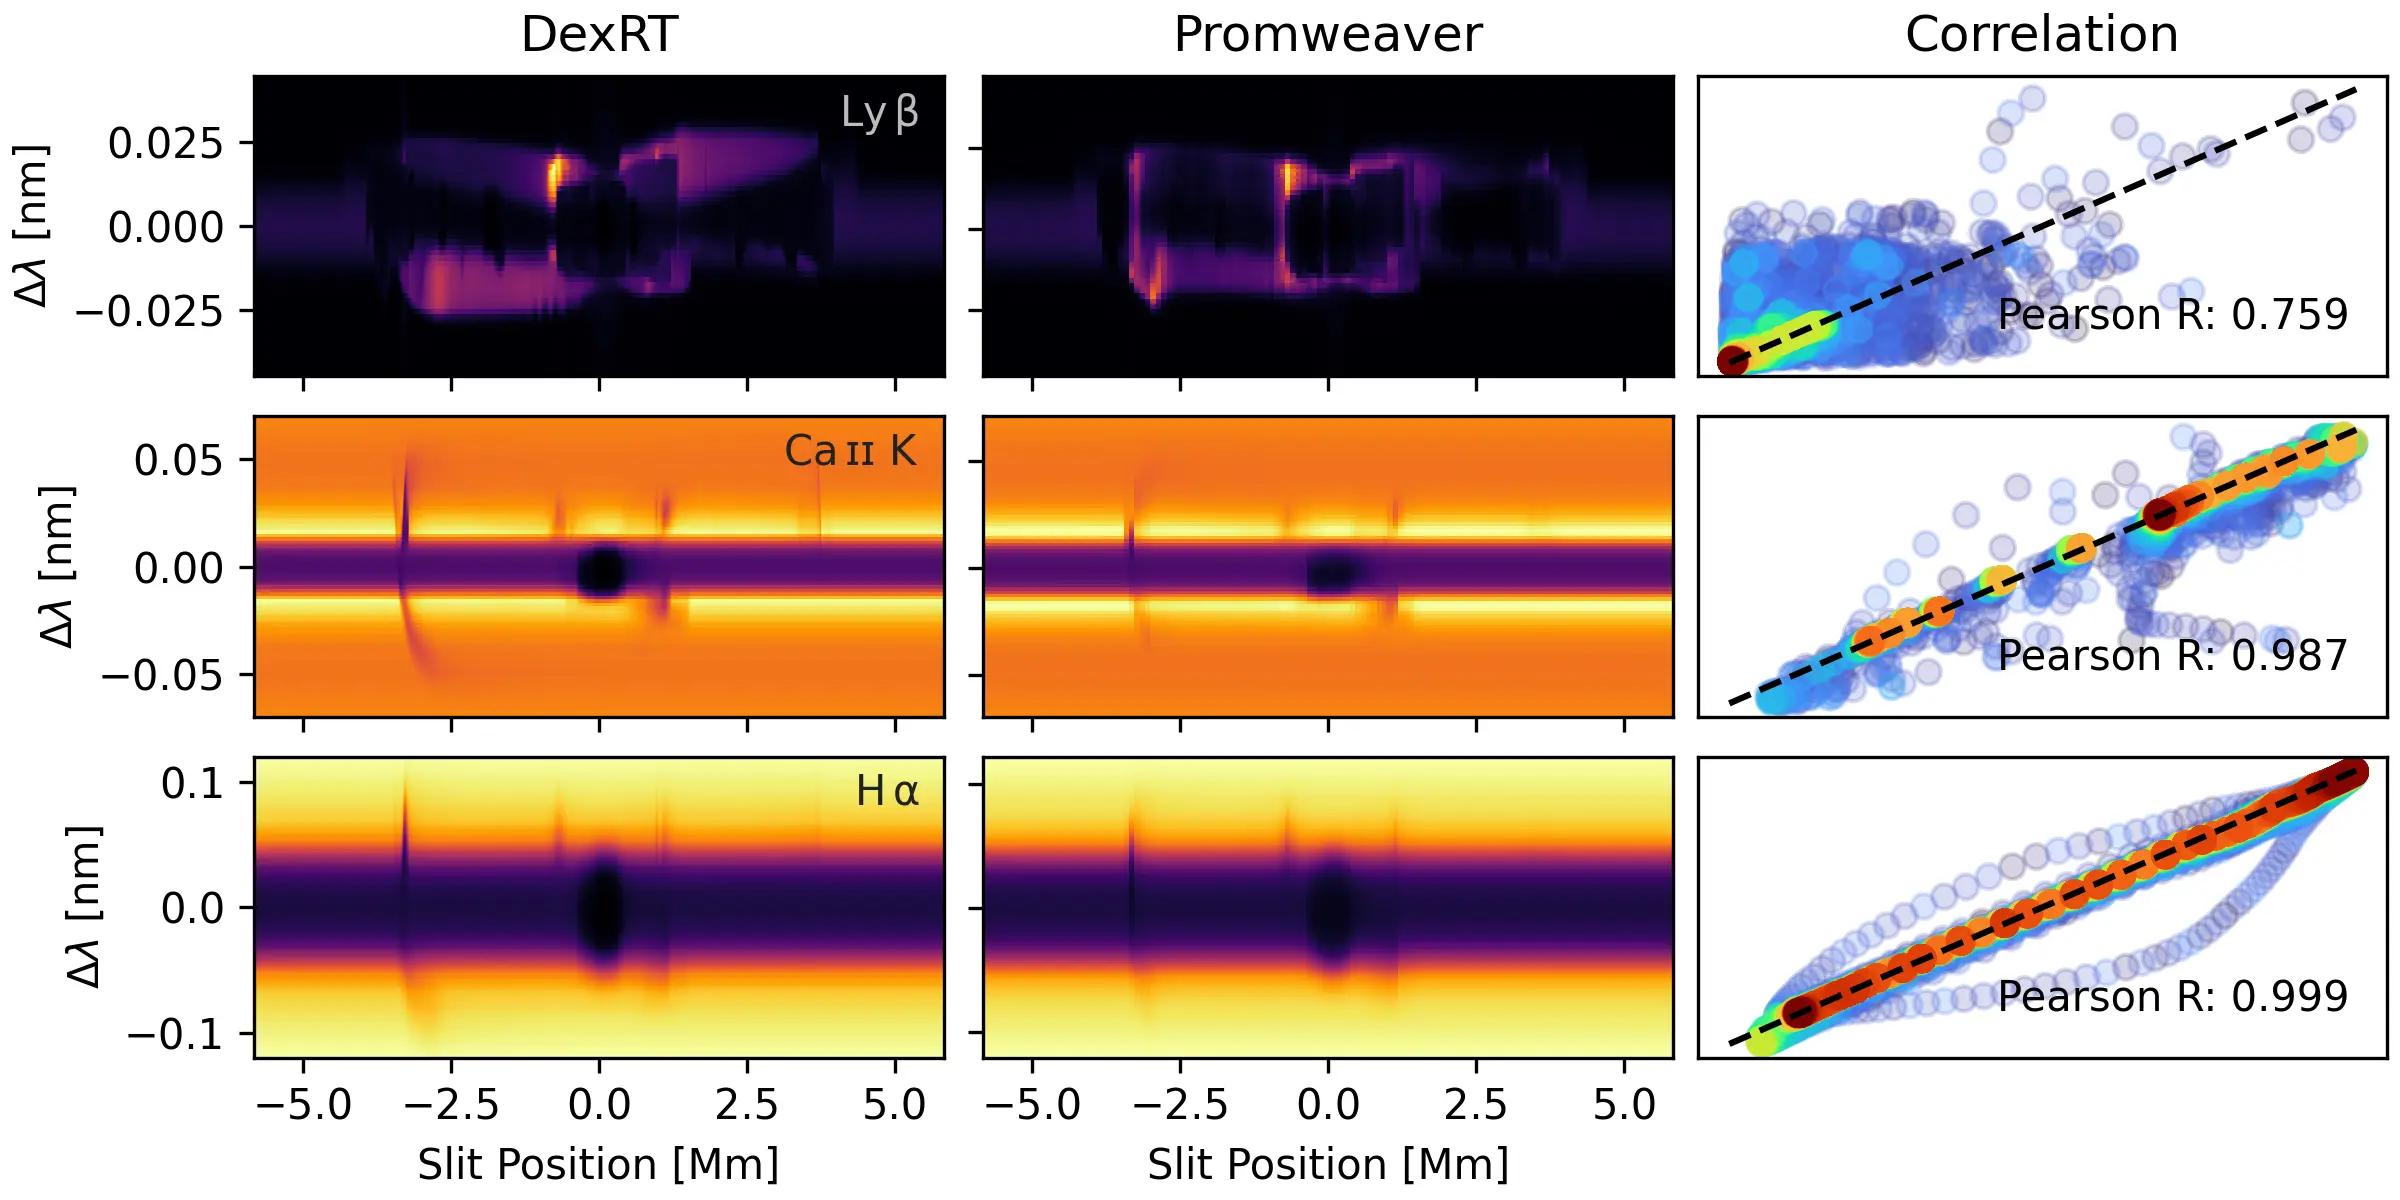 DexRT
Promweaver
Correlation
Δλ [nm]
0.025
0.000
−0.025
Ly β
Pearson R: 0.759
Δλ [nm]
0.05
0.00
−0.05
Ca ɪɪ K
Pearson R: 0.987
Δλ [nm]
0.1
0.0
−0.1
H α
Pearson R: 0.999
−5.0 −2.5 0.0 2.5 5.0
−5.0 −2.5 0.0 2.5 5.0
Slit Position [Mm]
Slit Position [Mm]